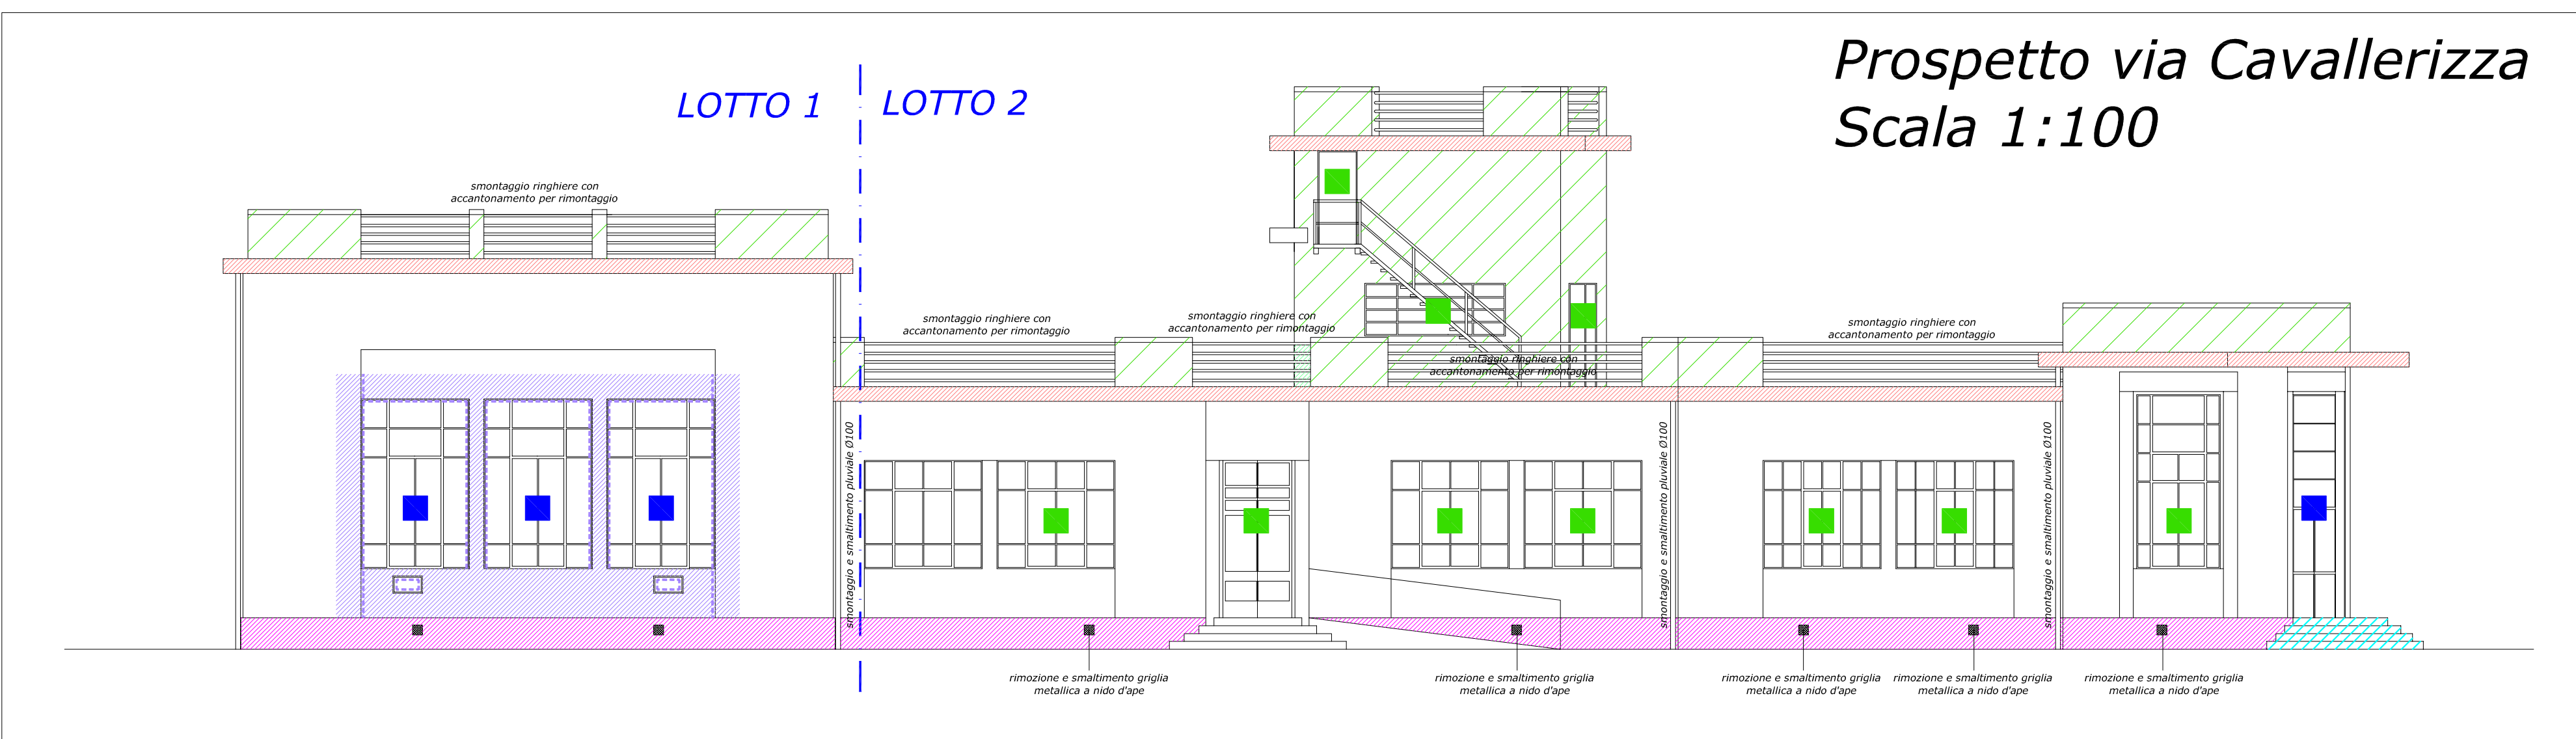 Prospetto via Cavallerizza
Scala 1:100
LOTTO 1
LOTTO 2
smontaggio ringhiere con
accantonamento per rimontaggio
smontaggio ringhiere con
accantonamento per rimontaggio
smontaggio ringhiere con
accantonamento per rimontaggio
smontaggio ringhiere con
accantonamento per rimontaggio
smontaggio ringhiere con
accantonamento per rimontaggio
smontaggio e smaltimento pluviale Ø100
smontaggio e smaltimento pluviale Ø100
smontaggio e smaltimento pluviale Ø100
rimozione e smaltimento griglia
metallica a nido d'ape
rimozione e smaltimento griglia
metallica a nido d'ape
rimozione e smaltimento griglia
metallica a nido d'ape
rimozione e smaltimento griglia
metallica a nido d'ape
rimozione e smaltimento griglia
metallica a nido d'ape